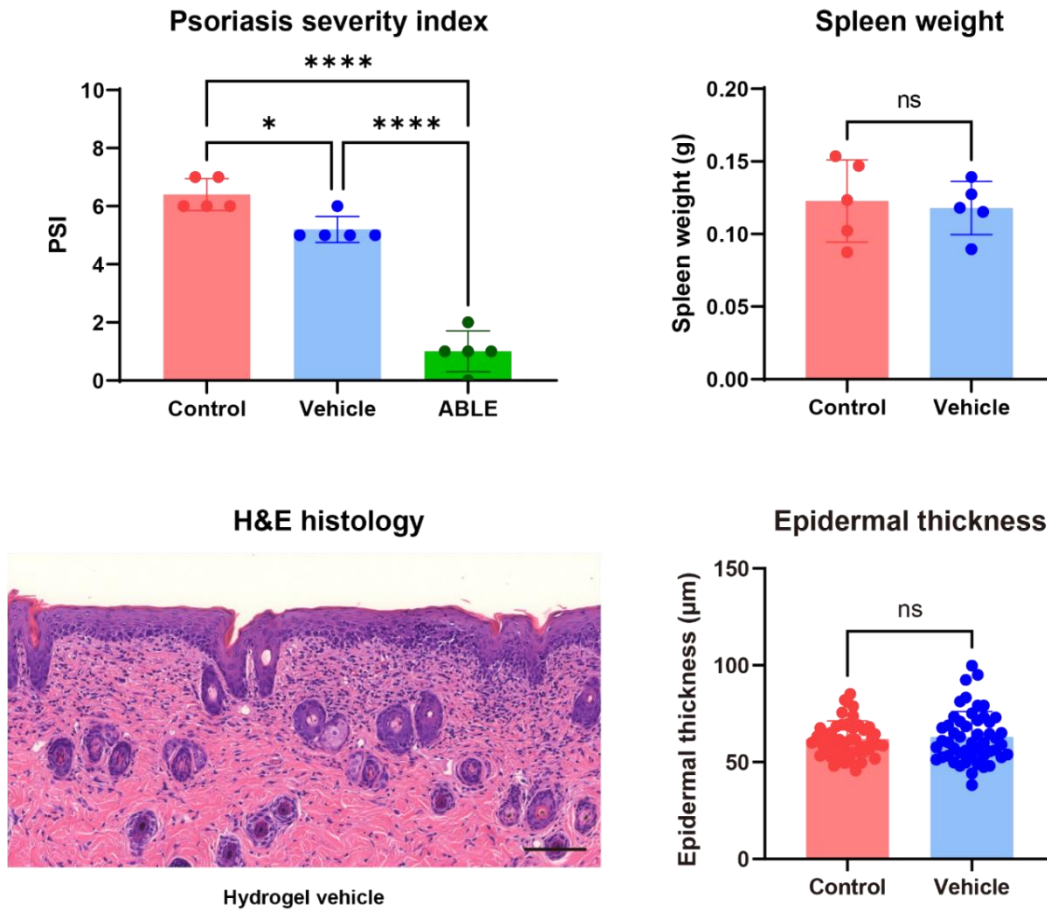 Psoriasis severity index
****
*
****
10
8
6
4
2
0
PSI
Control
Vehicle
ABLE
Spleen weight
ns
0.20
0.15
0.10
0.05
0.00
Spleen weight (g)
Control
Vehicle
H&E histology
Hydrogel vehicle
Epidermal thickness
ns
150
100
50
0
Epidermal thickness (µm)
Control
Vehicle